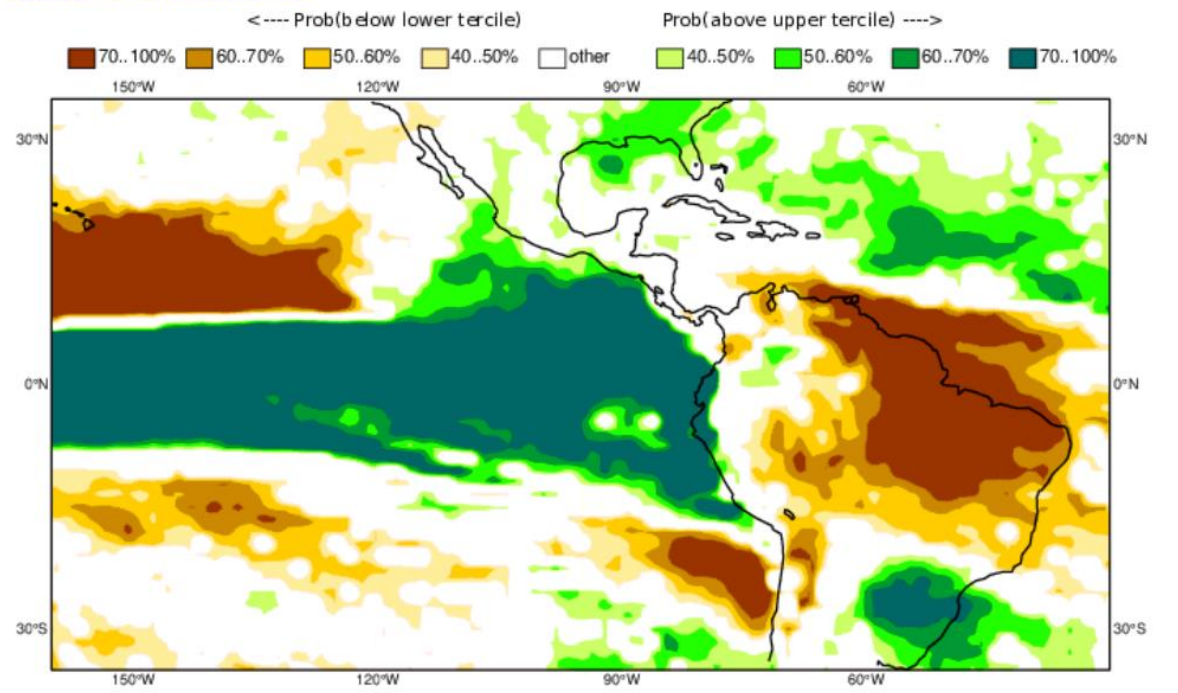 <---- Prob(below lower tercile) Prob(above upper tercile) ---->
70..100% 60..70% 50..60% 40..50% other 40..50% 50..60% 60..70% 70..100%
150°W 120°W 90°W 60°W
30°N 30°N
0°N 0°N
30°S 30°S
150°W 120°W 90°W 60°W